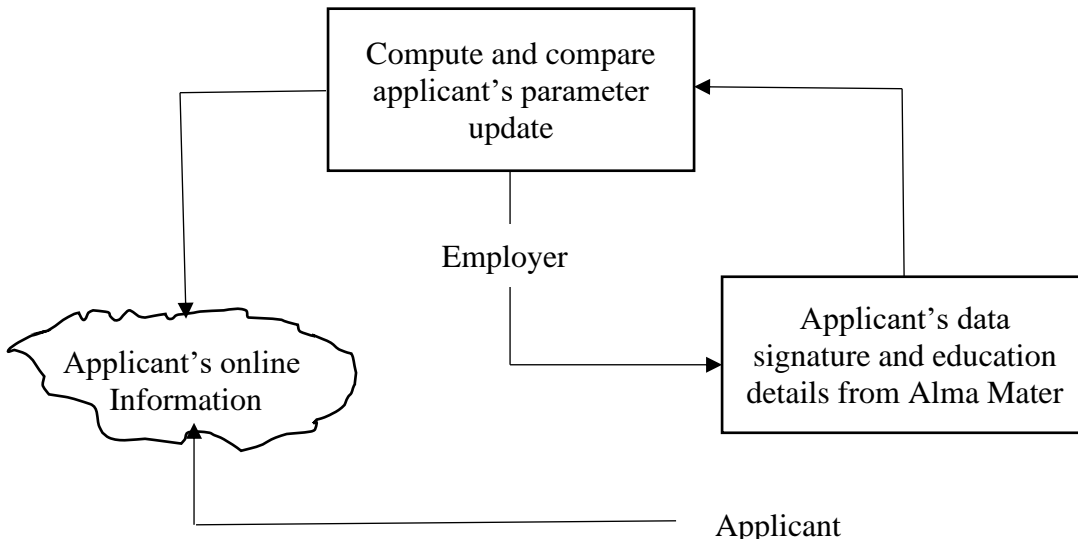 Compute and compare
applicant’s parameter
update
Employer
Applicant’s data
signature and education
details from Alma Mater
Applicant’s online
Information
Applicant